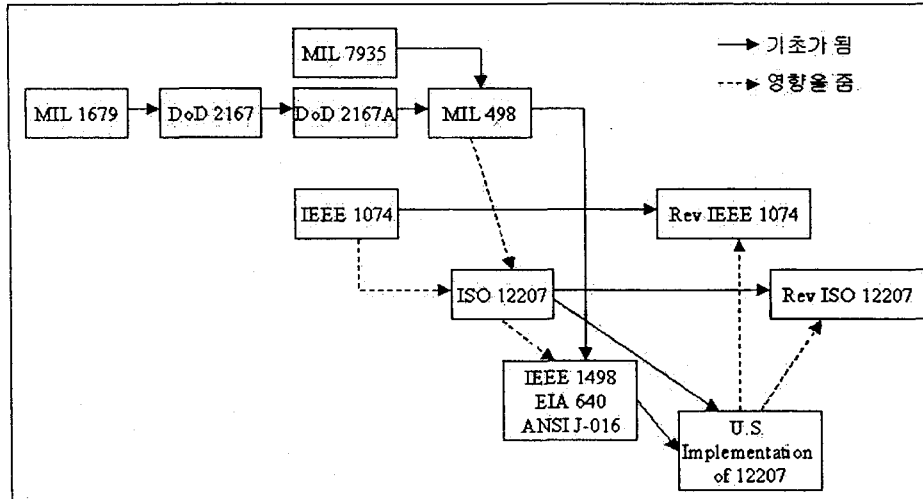 MIL 7935
기초가 됨
영향을 줌
MIL 1679
DoD 2167
DoD 2167A
MIL 498
IEEE 1074
Rev IEEE 1074
ISO 12207
Rev ISO 12207
IEEE 1498
EIA 640
ANSI J-016
U.S.
Implementation
of 12207